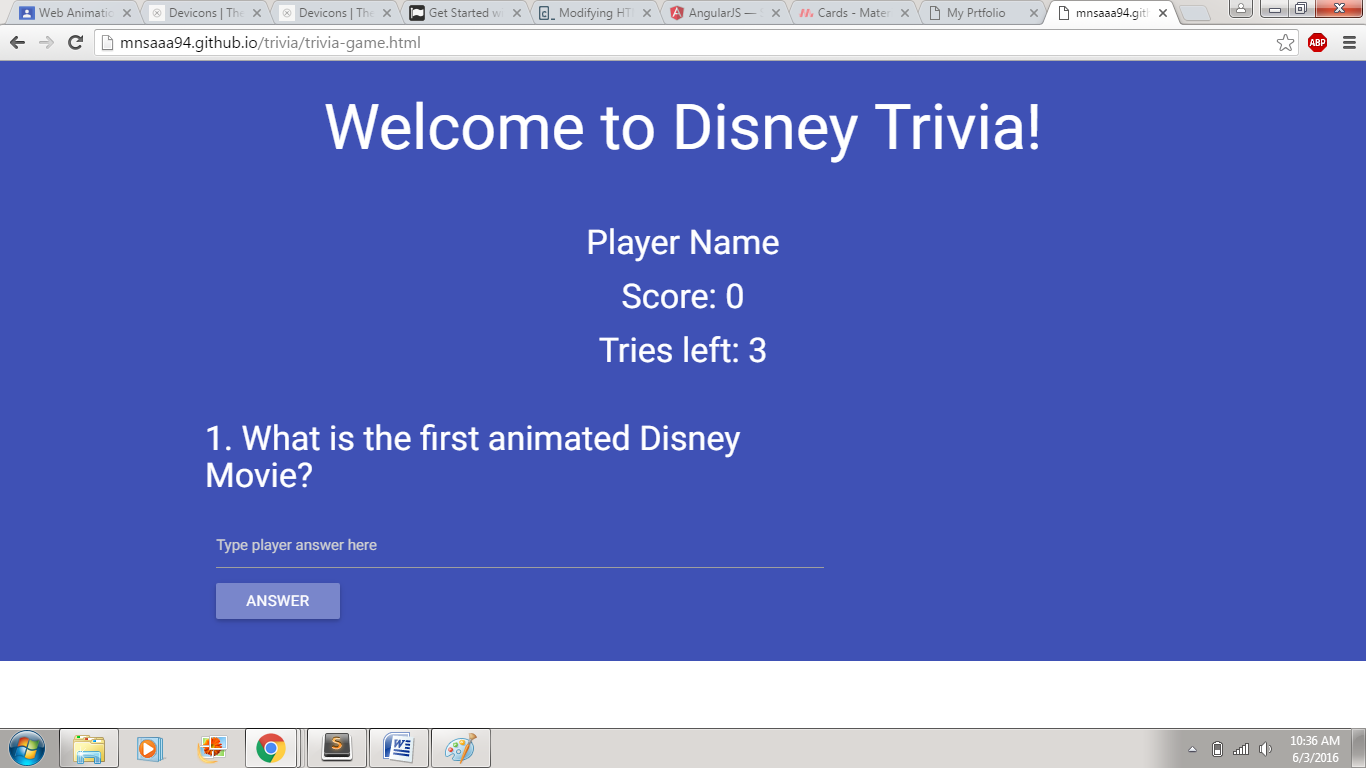 Web Animatio
Devicons | The
Devicons | The
Get Started w
Modifying HT
AngularJS —
Cards - Mater
My Prtfolio
mnsaaa94.git
mnsaaa94.github.io/trivia/trivia-game.html
ABP
Welcome to Disney Trivia!
Player Name
Score: 0
Tries left: 3
1. What is the first animated Disney
Movie?
Type player answer here
ANSWER
10:36 AM
6/3/2016